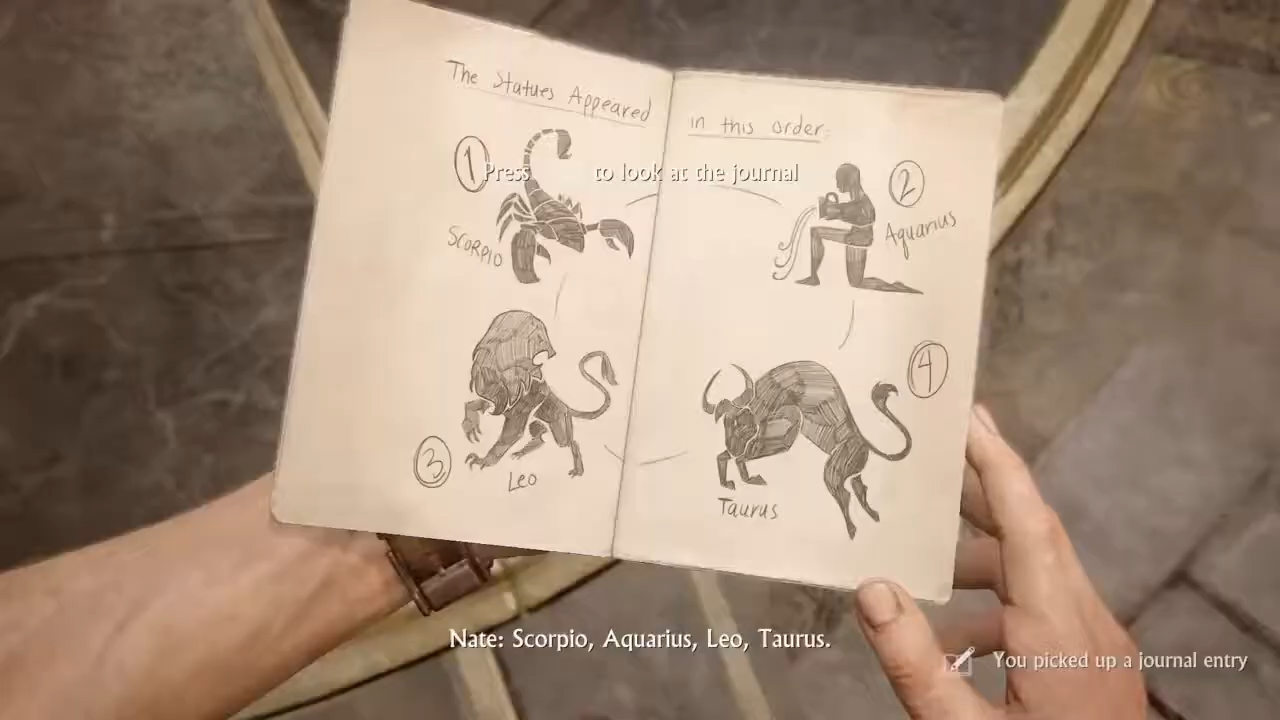 The Statues Appeared
in this order:
1
Press to look at the journal
2
SCORPIO
Aquarius
3
Leo
4
Taurus
Nate: Scorpio, Aquarius, Leo, Taurus.
You picked up a journal entry